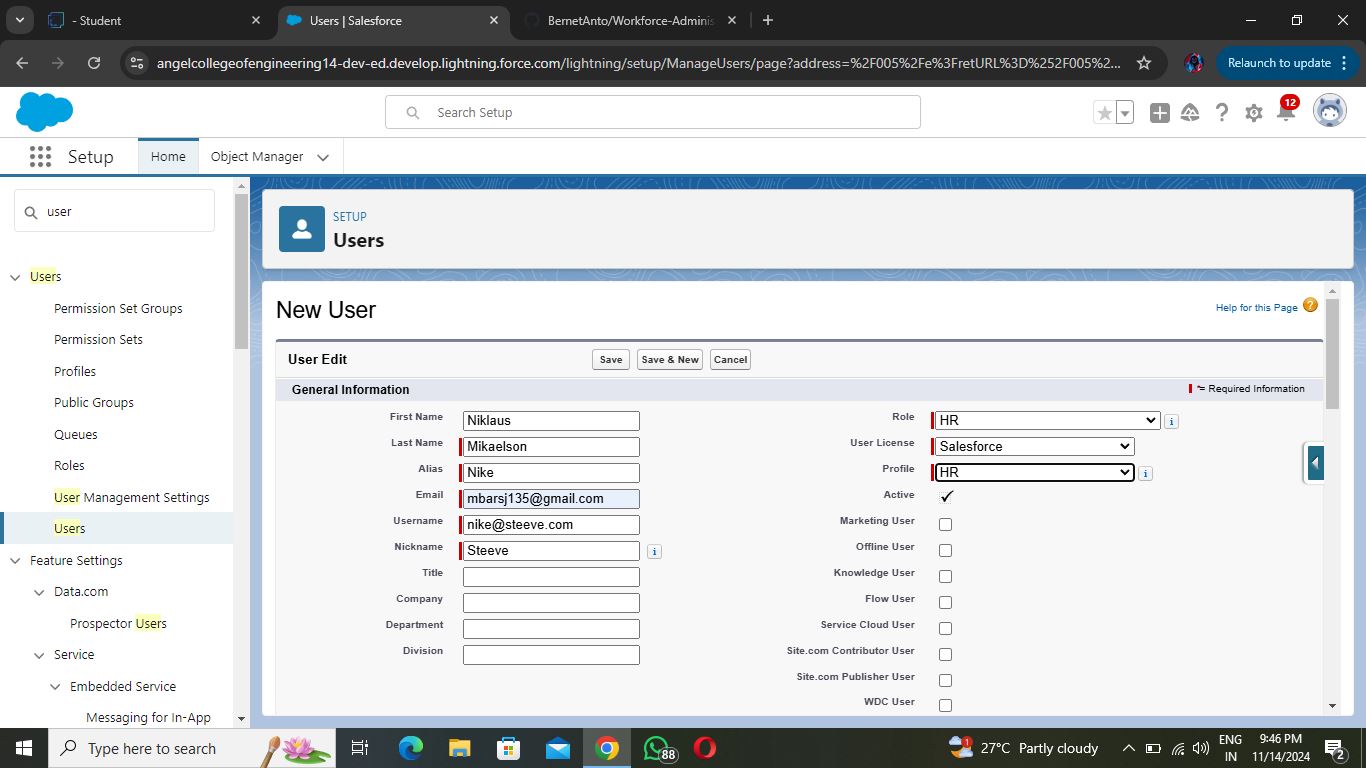 - Student
Users | Salesforce
BernetAnto/Workforce-Adminis
angelcollegeofengineering14-dev-ed.develop.lightning.force.com/lightning/setup/ManageUsers/page?address=%2F005%2Fe%3FretURL%3D%252F005%2...
Relaunch to update
Search Setup
12
Setup
Home
Object Manager
user
SETUP
Users
Users
Permission Set Groups
Permission Sets
Profiles
Public Groups
Queues
Roles
User Management Settings
Users
Feature Settings
Data.com
Prospector Users
Service
Embedded Service
Messaging for In-App
New User
Help for this Page ?
User Edit
Save
Save & New
Cancel
General Information
= Required Information
First Name Niklaus
Last Name Mikaelson
Alias Nike
Email mbarsj135@gmail.com
Username nike@steeve.com
Nickname Steeve i
Title
Company
Department
Division
Role HR i
User License Salesforce
Profile HR i
Active
Marketing User
Offline User
Knowledge User
Flow User
Service Cloud User
Site.com Contributor User
Site.com Publisher User
WDC User
Type here to search
88
27°C Partly cloudy
ENG
IN
9:46 PM
11/14/2024
2